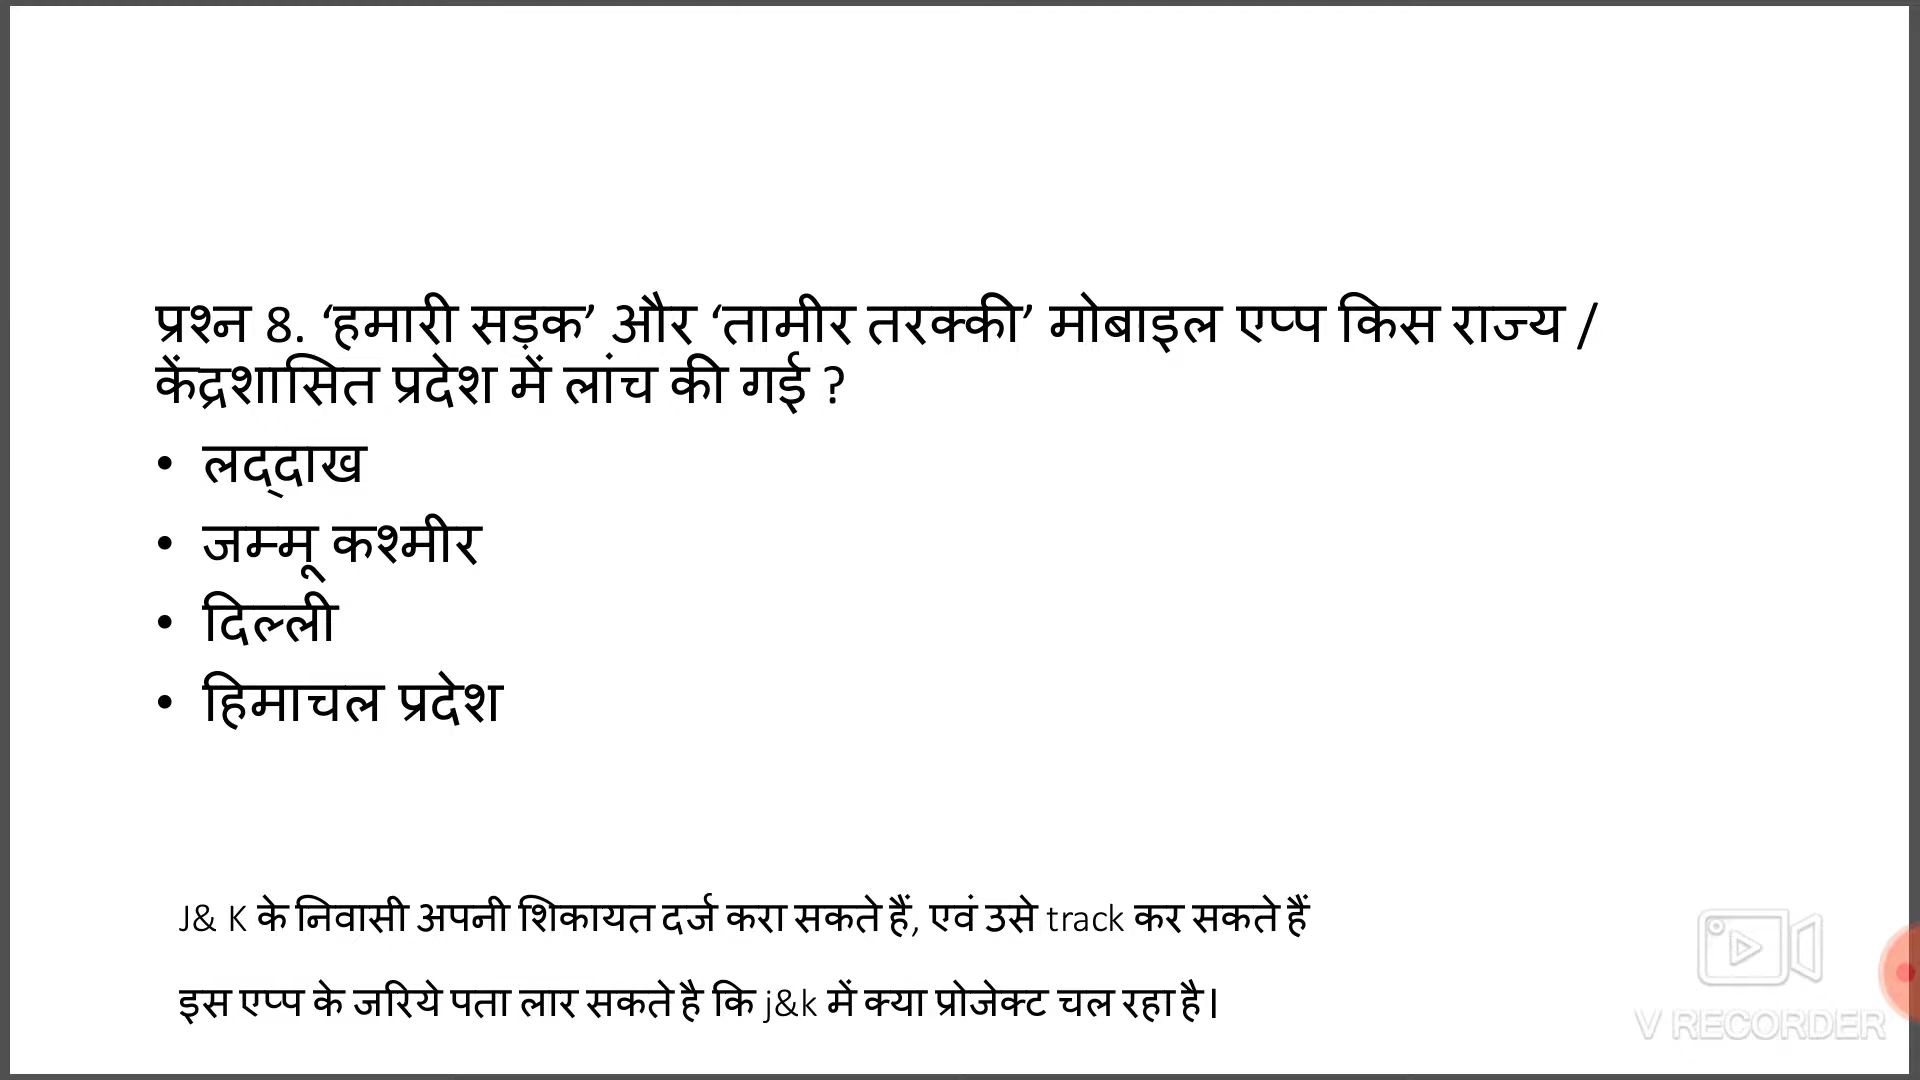 प्रश्न 8. ‘हमारी सड़क’ और ‘तामीर तरक्की’ मोबाइल एप्प किस राज्य /
केंद्रशासित प्रदेश में लांच की गई ?
• लद्दाख
• जम्मू कश्मीर
• दिल्ली
• हिमाचल प्रदेश
J& K के निवासी अपनी शिकायत दर्ज करा सकते हैं, एवं उसे track कर सकते हैं
इस एप्प के जरिये पता लार सकते है कि j&k में क्या प्रोजेक्ट चल रहा है।
V RECORDER